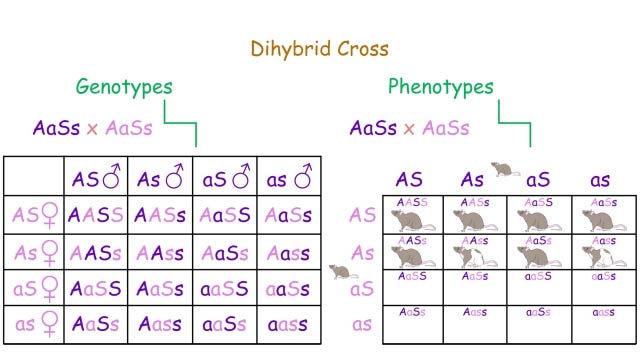 Dihybrid Cross
Genotypes
AaSs x AaSs
AS♂ As♂ aS♂ as♂
AS♀ AASS AASs AaSS AaSs
As♀ AASs AAss AaSs Aass
aS♀ AaSS AaSs aaSS aaSs
as♀ AaSs Aass aaSs aass
Phenotypes
AaSs x AaSs
AS As aS as
AS AASS AASs AaSS AaSs
As AASs AAss AaSs Aass
aS AaSS AaSs aaSS aaSs
as AaSs Aass aaSs aass